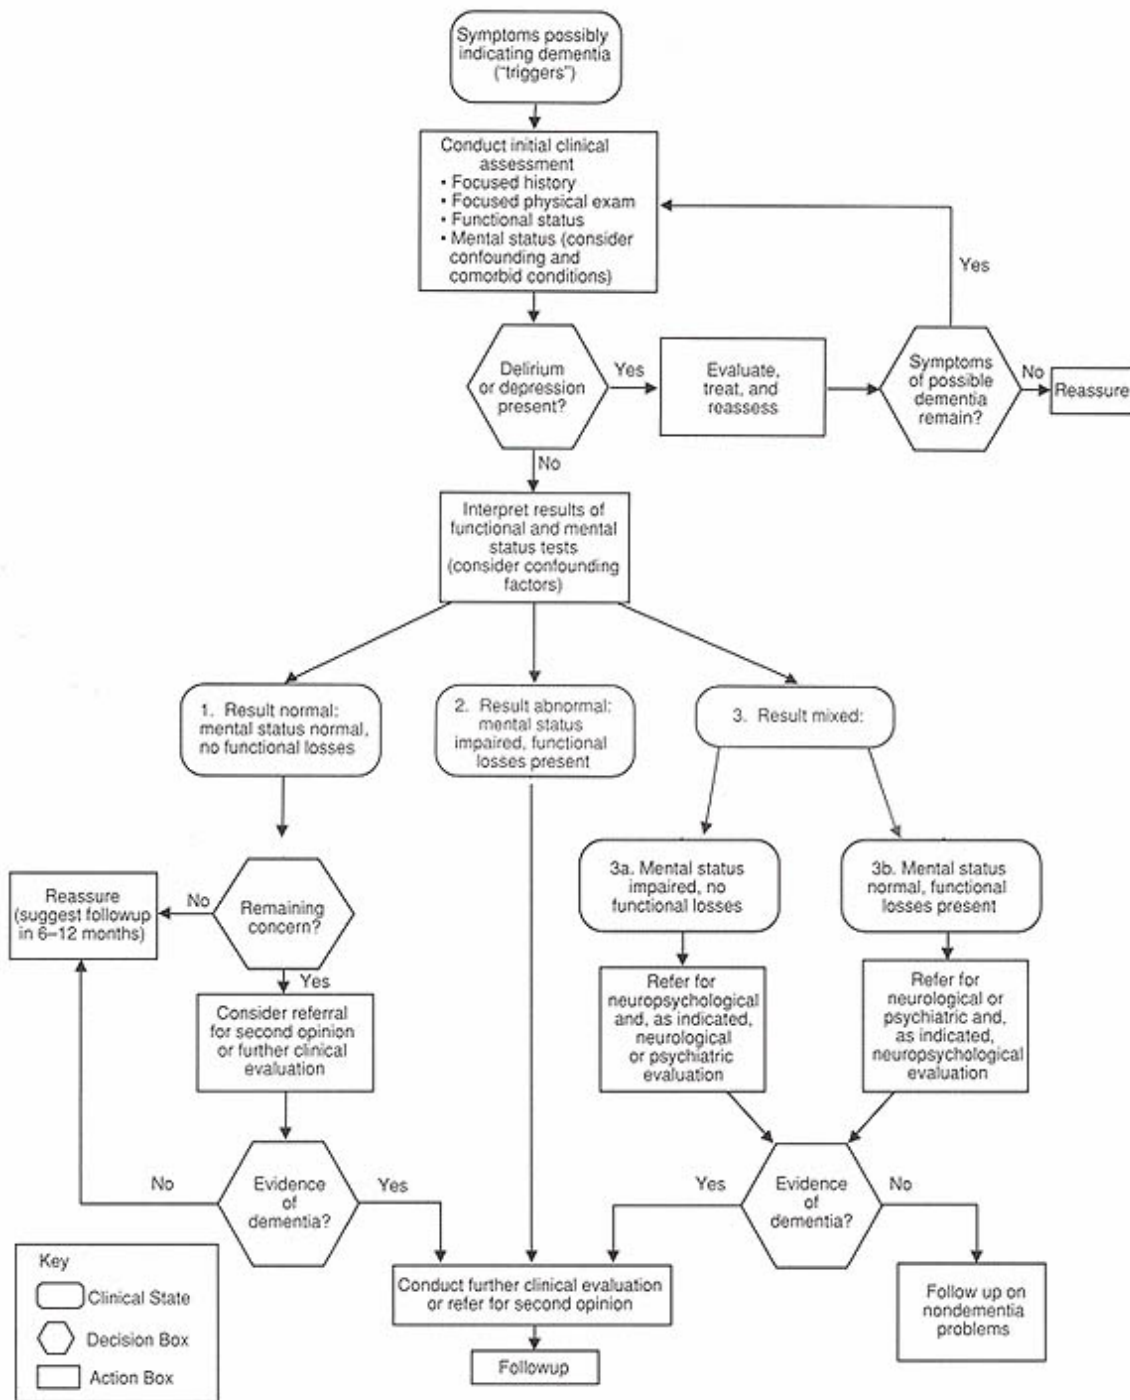 Symptoms possibly
indicating dementia
("triggers")
Conduct initial clinical
assessment
• Focused history
• Focused physical exam
• Functional status
• Mental status (consider
confounding and
comorbid conditions)
Yes
Delirium
or depression
present?
Yes
Evaluate,
treat, and
reassess
Symptoms
of possible
dementia
remain?
No
Reassure
No
Interpret results of
functional and mental
status tests
(consider confounding
factors)
1. Result normal:
mental status normal,
no functional losses
2. Result abnormal:
mental status
impaired, functional
losses present
3. Result mixed:
3a. Mental status
impaired, no
functional losses
3b. Mental status
normal, functional
losses present
Reassure
(suggest followup
in 6–12 months)
No
Remaining
concern?
Yes
Consider referral
for second opinion
or further clinical
evaluation
Refer for
neuropsychological
and, as indicated,
neurological
or psychiatric
evaluation
Refer for
neurological or
psychiatric and,
as indicated,
neuropsychological
evaluation
No
Evidence
of
dementia?
Yes
Yes
Evidence
of
dementia?
No
Conduct further clinical evaluation
or refer for second opinion
Follow up on
nondementia
problems
Followup
Key
Clinical State
Decision Box
Action Box